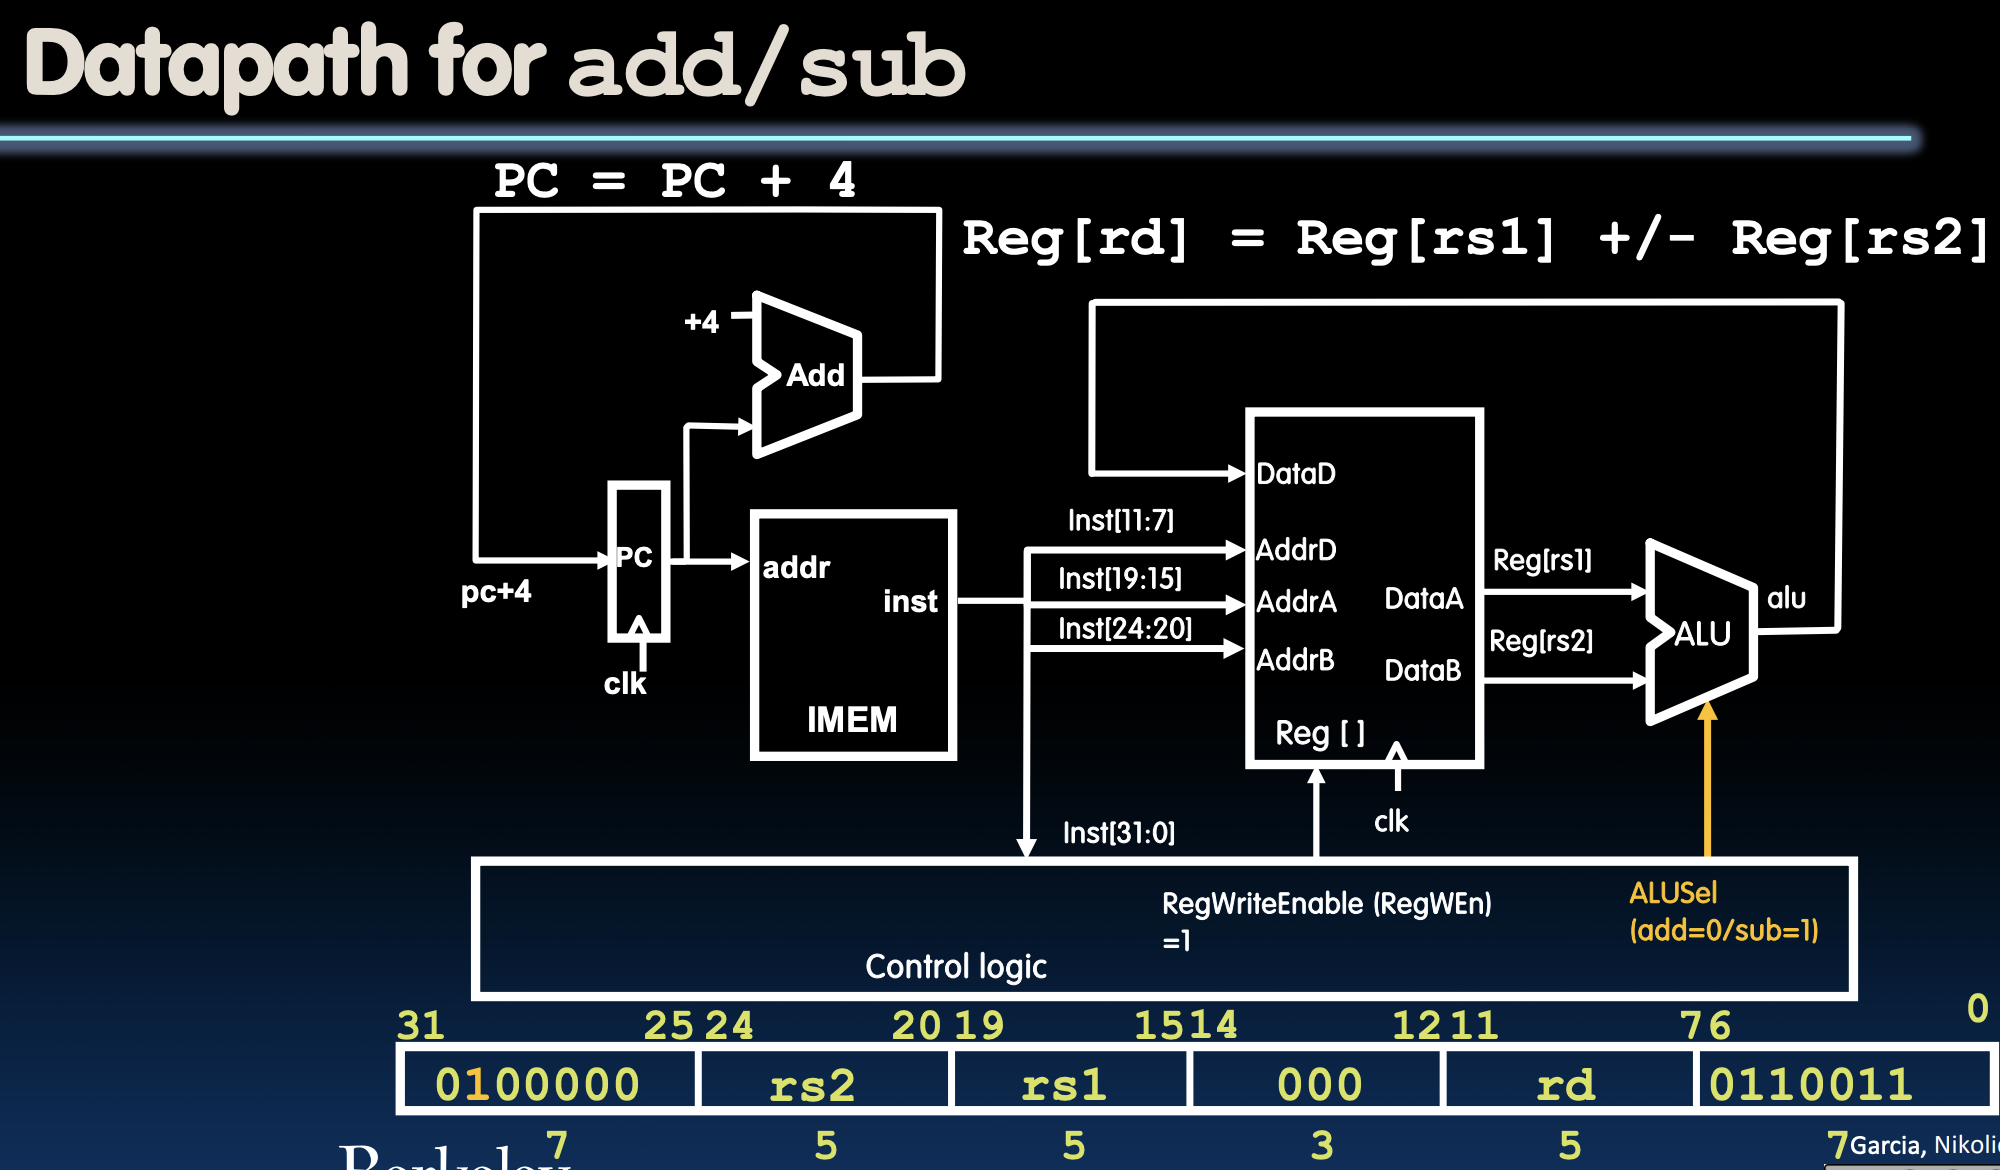 Datapath for add/sub
PC = PC + 4
Reg[rd] = Reg[rs1] +/- Reg[rs2]
+4
Add
DataD
Inst[11:7]
PC
addr
AddrD
Reg[rs1]
pc+4
Inst[19:15]
inst
AddrA
DataA
alu
Inst[24:20]
Reg[rs2]
ALU
AddrB
DataB
clk
IMEM
Reg [ ]
clk
Inst[31:0]
RegWriteEnable (RegWEn)
=1
ALUSel
(add=0/sub=1)
Control logic
31 25 24 20 19 15 14 12 11 7 6 0
0100000 rs2 rs1 000 rd 0110011
7 5 5 3 5 7
Berkeley
Garcia,